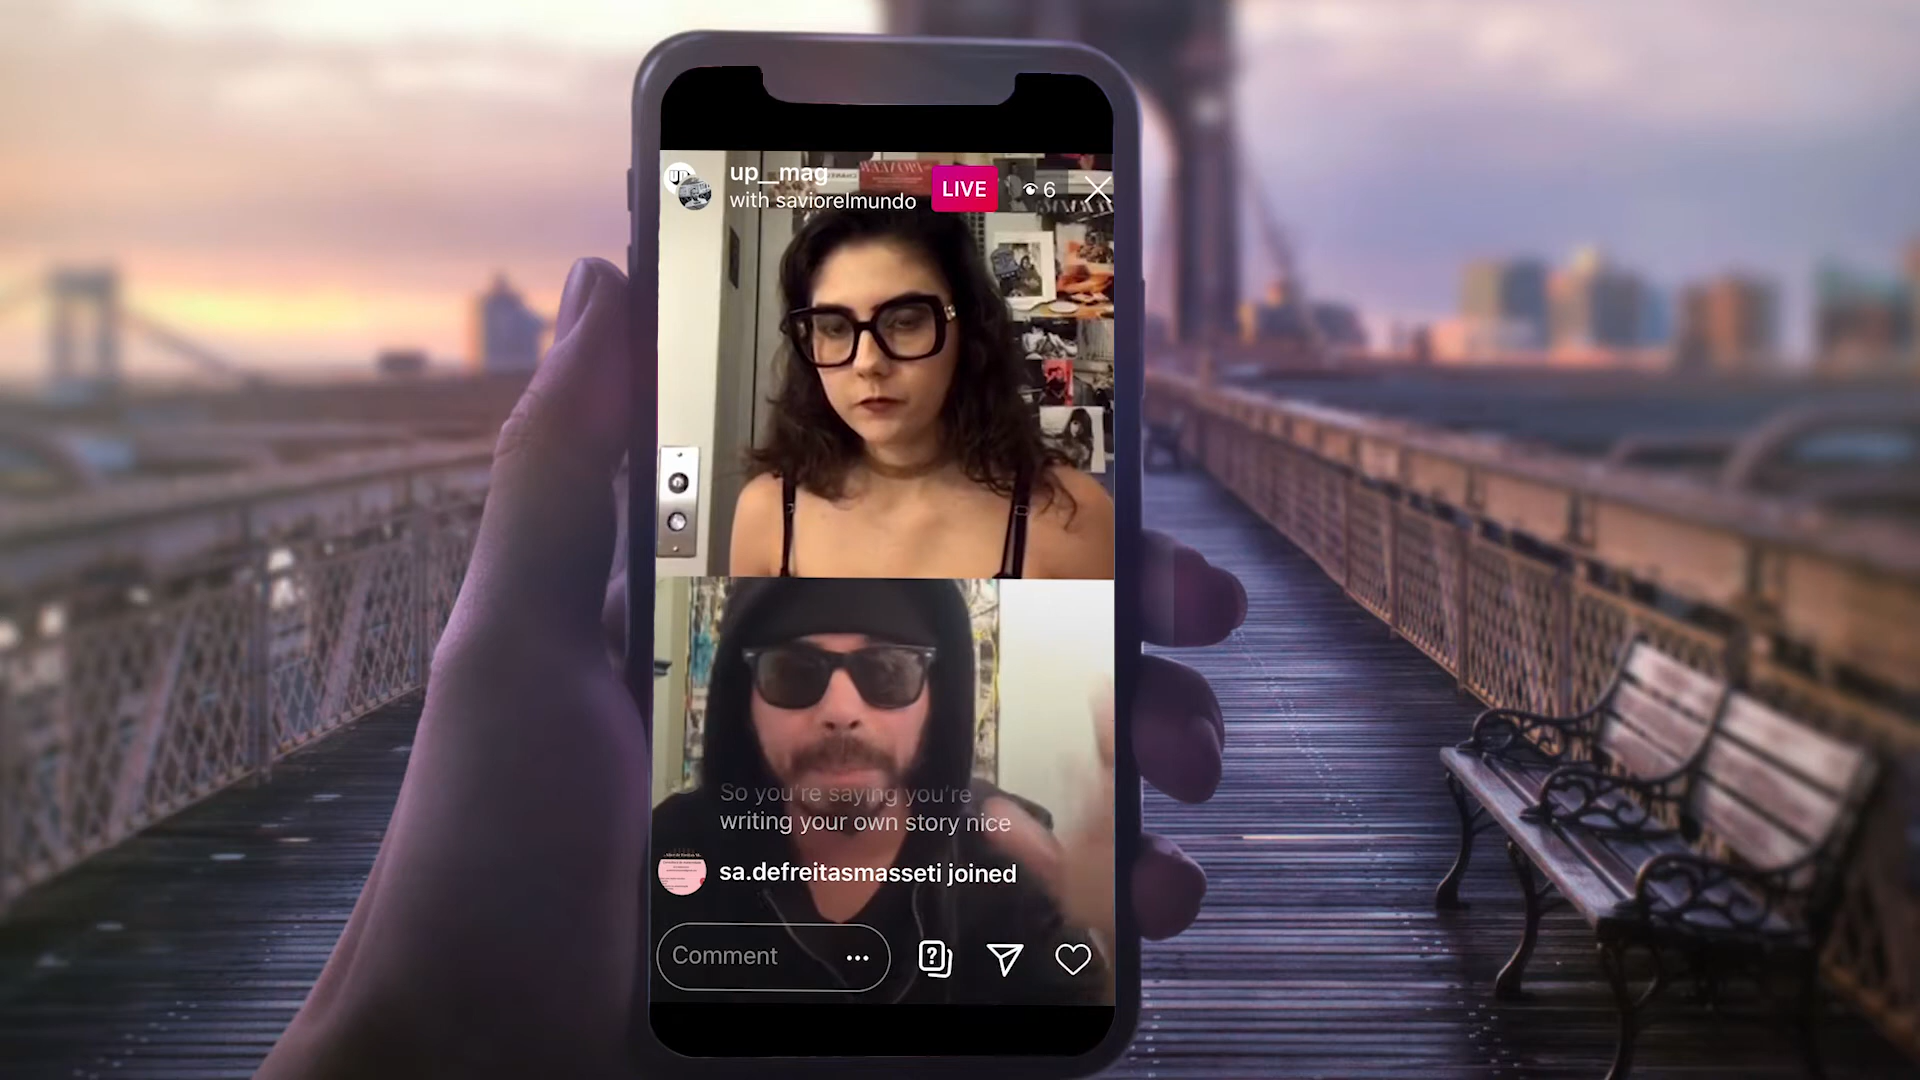 UP
up__mag
with saviorelmundo
LIVE
6
So you're saying you're
writing your own story nice
sa.defreitasmasseti joined
Comment